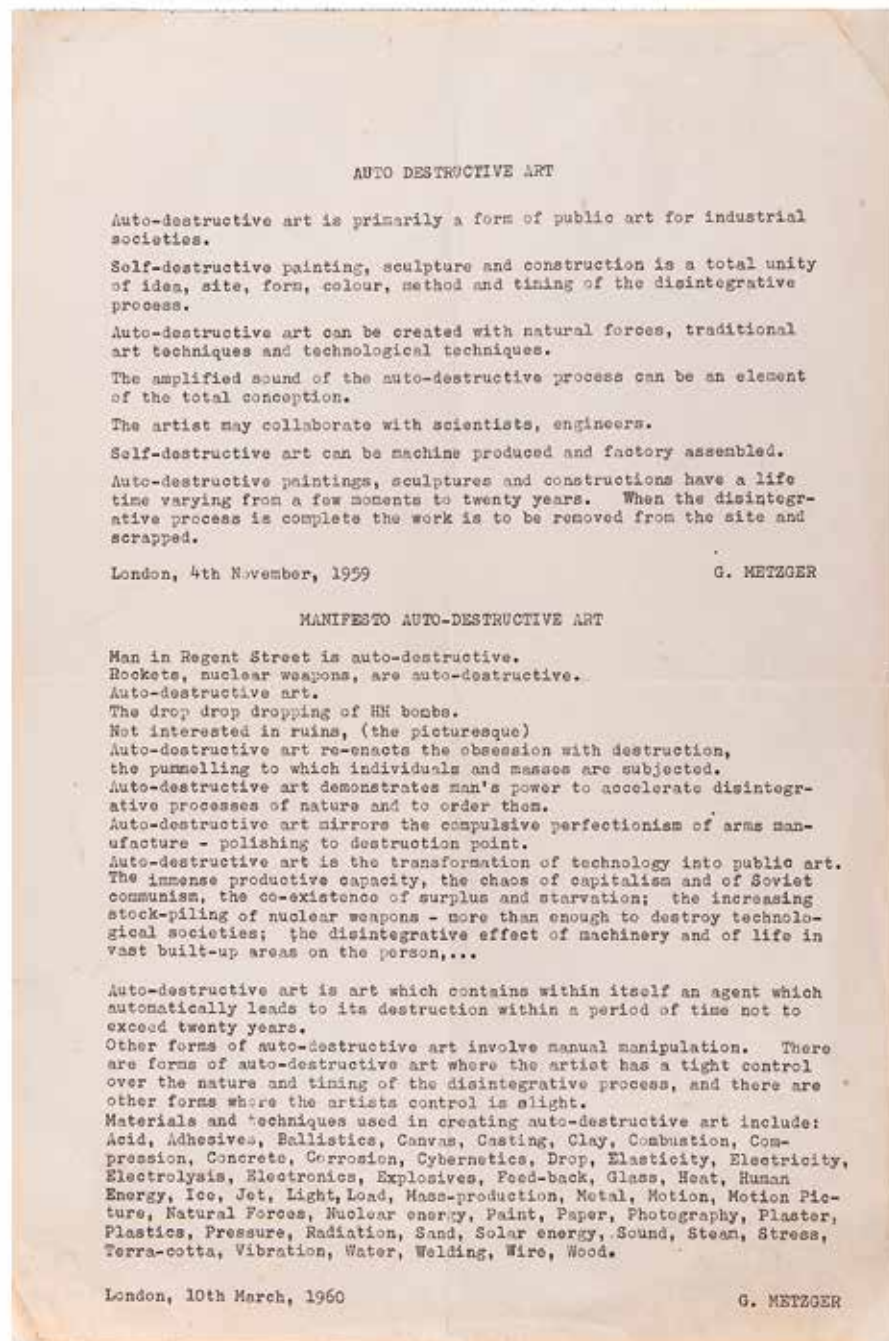 AUTO DESTRUCTIVE ART
Auto-destructive art is primarily a form of public art for industrial
societies.
Self-destructive painting, sculpture and construction is a total unity
of idea, site, form, colour, method and timing of the disintegrative
process.
Auto-destructive art can be created with natural forces, traditional
art techniques and technological techniques.
The amplified sound of the auto-destructive process can be an element
of the total conception.
The artist may collaborate with scientists, engineers.
Self-destructive art can be machine produced and factory assembled.
Auto-destructive paintings, sculptures and constructions have a life
time varying from a few moments to twenty years. When the disintegr-
ative process is complete the work is to be removed from the site and
scrapped.
London, 4th November, 1959 G. METZGER
MANIFESTO AUTO-DESTRUCTIVE ART
Man in Regent Street is auto-destructive.
Rockets, nuclear weapons, are auto-destructive.
Auto-destructive art.
The drop drop dropping of HH bombs.
Not interested in ruins, (the picturesque)
Auto-destructive art re-enacts the obsession with destruction,
the pummelling to which individuals and masses are subjected.
Auto-destructive art demonstrates man's power to accelerate disintegr-
ative processes of nature and to order them.
Auto-destructive art mirrors the compulsive perfectionism of arms man-
ufacture - polishing to destruction point.
Auto-destructive art is the transformation of technology into public art.
The immense productive capacity, the chaos of capitalism and of Soviet
communism, the co-existence of surplus and starvation; the increasing
stock-piling of nuclear weapons - more than enough to destroy technolo-
gical societies; the disintegrative effect of machinery and of life in
vast built-up areas on the person,...
Auto-destructive art is art which contains within itself an agent which
automatically leads to its destruction within a period of time not to
exceed twenty years.
Other forms of auto-destructive art involve manual manipulation. There
are forms of auto-destructive art where the artist has a tight control
over the nature and timing of the disintegrative process, and there are
other forms where the artists control is slight.
Materials and techniques used in creating auto-destructive art include:
Acid, Adhesives, Ballistics, Canvas, Casting, Clay, Combustion, Com-
pression, Concrete, Corrosion, Cybernetics, Drop, Elasticity, Electricity,
Electrolysis, Electronics, Explosives, Feed-back, Glass, Heat, Human
Energy, Ice, Jet, Light, Load, Mass-production, Metal, Motion, Motion Pic-
ture, Natural Forces, Nuclear energy, Paint, Paper, Photography, Plaster,
Plastics, Pressure, Radiation, Sand, Solar energy, Sound, Steam, Stress,
Terra-cotta, Vibration, Water, Welding, Wire, Wood.
London, 10th March, 1960 G. METZGER